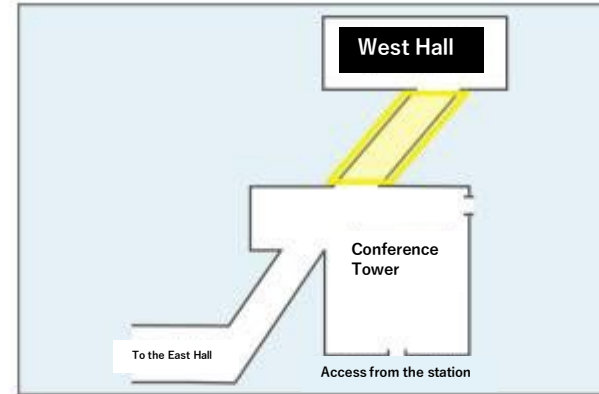 West Hall
Conference
Tower
To the East Hall
Access from the station